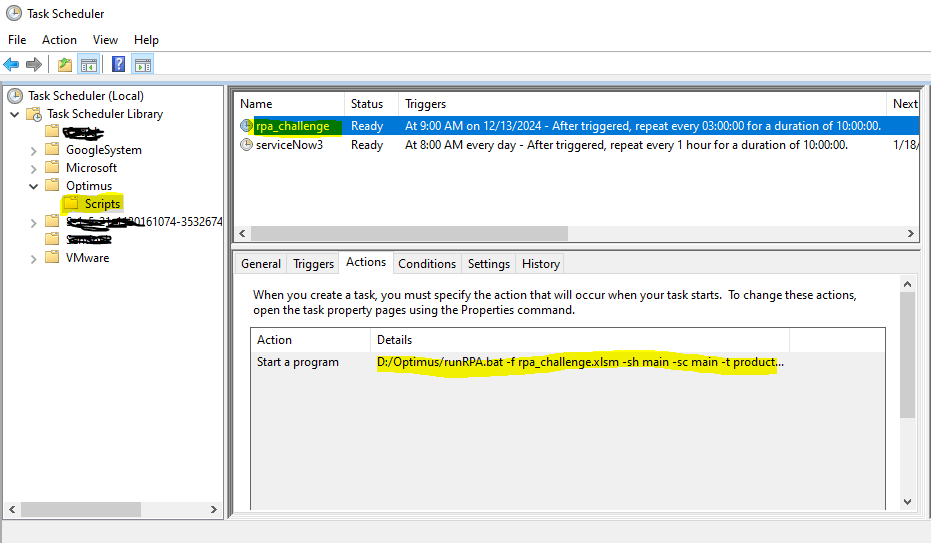 Task Scheduler
File Action View Help
Task Scheduler (Local)
Task Scheduler Library
GoogleSystem
Microsoft
Optimus
Scripts
VMware
Name Status Triggers Next
rpa_challenge Ready At 9:00 AM on 12/13/2024 - After triggered, repeat every 03:00:00 for a duration of 10:00:00.
serviceNow3 Ready At 8:00 AM every day - After triggered, repeat every 1 hour for a duration of 10:00:00. 1/18/
General Triggers Actions Conditions Settings History
When you create a task, you must specify the action that will occur when your task starts. To change these actions,
open the task property pages using the Properties command.
Action Details
Start a program D:/Optimus/runRPA.bat -f rpa_challenge.xlsm -sh main -sc main -t product...